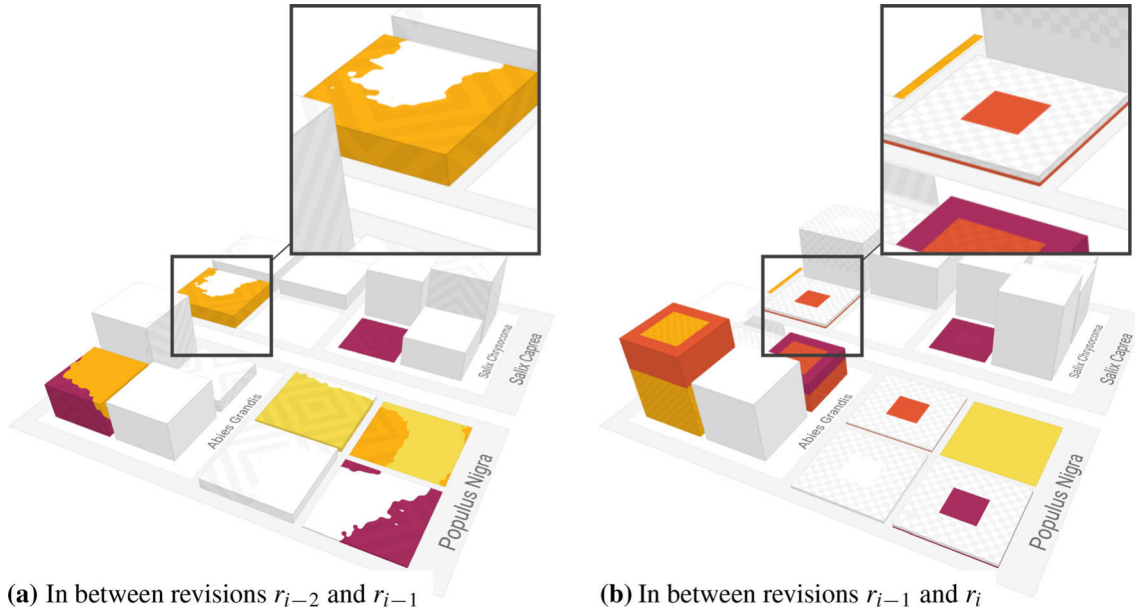 Salix Chrysocoma
Salix Caprea
Abies Grandis
Populus Nigra
Salix Chrysocoma
Salix Caprea
Abies Grandis
Populus Nigra
(a) In between revisions r_{i−2} and r_{i−1}
(b) In between revisions r_{i−1} and r_i